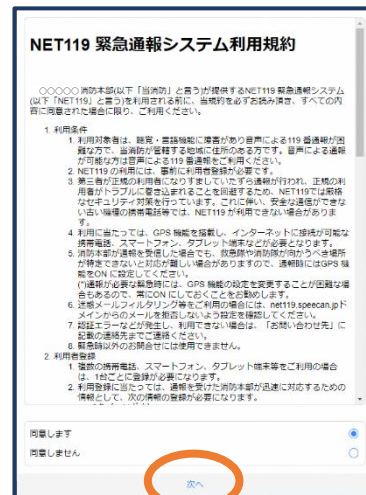 NET119 緊急通報システム利用規約
○○○○○ 消防本部(以下「当消防」と言う)が提供するNET119 緊急通報システム
(以下「NET119」と言う)を利用される前に、当規約を必ずお読み頂き、すべての内
容に同意された場合に限り、ご利用ください。
1. 利用条件
1. 利用対象者は、聴覚・言語機能に障害があり音声による119 番通報が困
難な方で、当消防が管轄する地域に住所のある方です。音声による通報
が可能な方は音声による119 番通報をご利用ください。
2. NET119 の利用には、事前に利用者登録が必要です。
3. 第三者が正規の利用者になりすましていたずら通報が行われ、正規の利
用者がトラブルに巻き込まれることを回避するため、NET119では厳格
なセキュリティ対策を行っています。これに伴い、安全な通信ができな
い古い機種の携帯電話等では、NET119 が利用できない場合がありま
す。
4. 利用に当たっては、GPS 機能を搭載し、インターネットに接続が可能な
携帯電話、スマートフォン、タブレット端末などが必要となります。
5. 消防本部が通報を受信した場合でも、救急隊や消防隊が向かうべき場所
が特定できないと対応が難しい場合がありますので、通報時にはGPS 機
能をON に設定してください。
(*)通報が必要な緊急時には、GPS 機能の設定を変更することが困難な場
合もあるので、常にON にしておくことをお勧めします。
6. 迷惑メールフィルタリング等をご利用の場合には、net119.speecan.jpド
メインからのメールを拒否しないよう設定を確認してください。
7. 認証エラーなどが発生し、利用できない場合は、「お問い合わせ先」に
記載の連絡先までご連絡ください。
8. 緊急時以外のお問合せには使用できません。
2. 利用者登録
1. 複数の携帯電話、スマートフォン、タブレット端末等をご利用の場合
は、1台ごとに登録が必要になります。
2. 利用登録に当たっては、通報を受けた消防本部が迅速に対応するための
情報として、次の情報の登録が必要になります。
同意します
同意しません
次へ